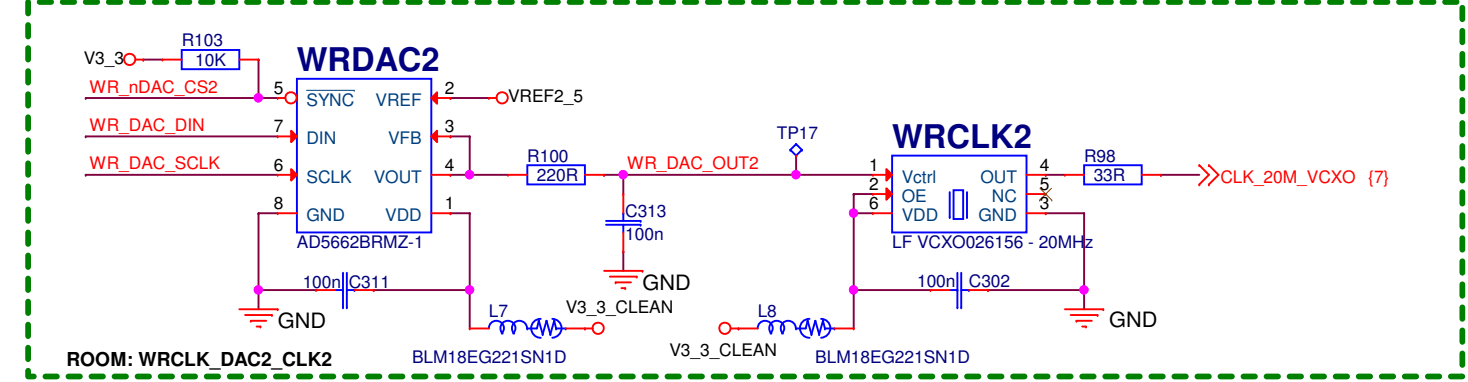 R103
V3_3
10K
WRDAC2
WR_nDAC_CS2
5
SYNC
VREF
2
VREF2_5
WR_DAC_DIN
7
DIN
VFB
3
TP17
WRCLK2
WR_DAC_SCLK
6
SCLK
VOUT
4
R100
220R
WR_DAC_OUT2
1
Vctrl
OUT
4
R98
33R
CLK_20M_VCXO {7}
2
OE
NC
5
8
GND
VDD
1
C313
100n
6
VDD
GND
3
AD5662BRMZ-1
LF VCXO026156 - 20MHz
100n
C311
GND
100n
C302
GND
L7
V3_3_CLEAN
L8
GND
V3_3_CLEAN
ROOM: WRCLK_DAC2_CLK2
BLM18EG221SN1D
BLM18EG221SN1D